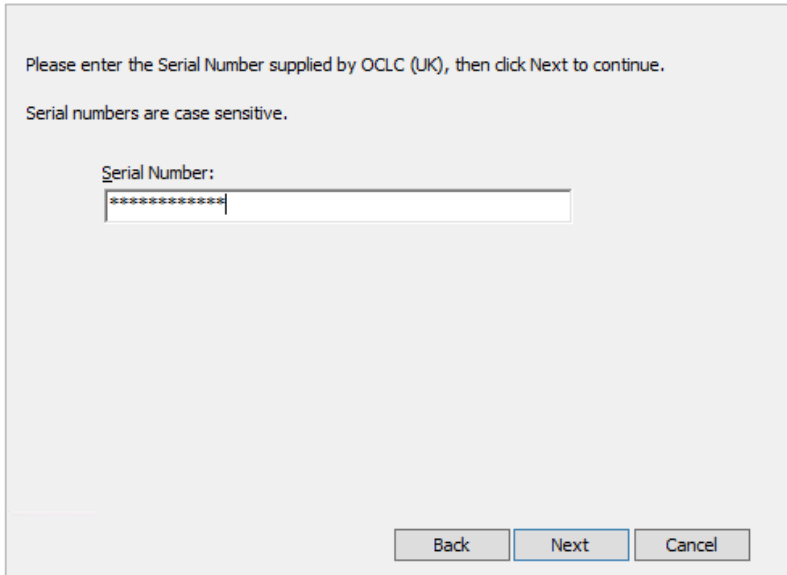 Please enter the Serial Number supplied by OCLC (UK), then click Next to continue.
Serial numbers are case sensitive.
Serial Number:
************
Back Next Cancel